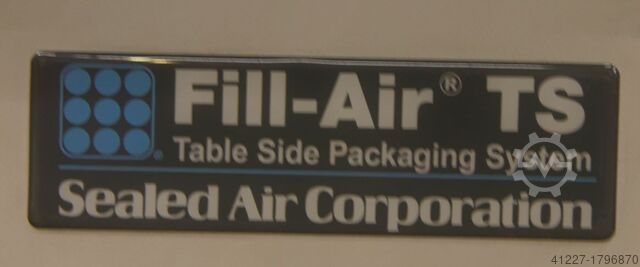 Fill-Air® TS
®
Table Side Packaging System
Sealed Air Corporation
41227-1796870